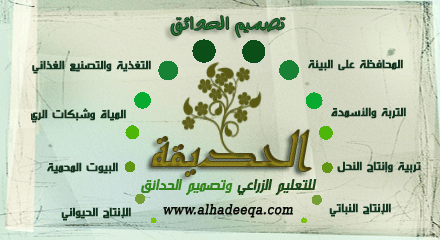 تصميم الحدائق
المحافظة على البيئة
التغذية والتصنيع الغذائي
التربة والأسمدة
المياة وشبكات الري
تربية وإنتاج النحل
البيوت المحمية
الإنتاج النباتي
الإنتاج الحيواني
الحديقة
للتعليم الزراعي وتصميم الحدائق
www.alhadeeqa.com